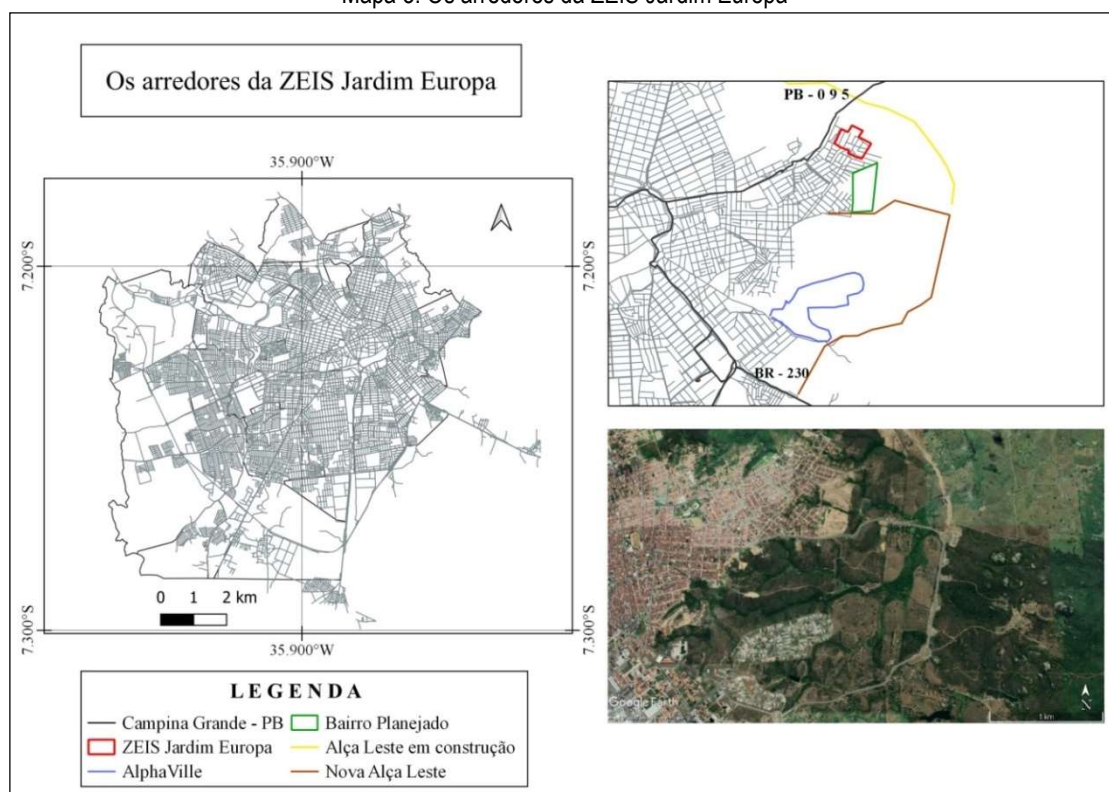 Mapa 6: Os arredores da ZEIS Jardim Europa
Os arredores da ZEIS Jardim Europa
35.900°W
7.200°S
7.200°S
0 1 2 km
7.300°S
7.300°S
35.900°W
PB - 0 9 5
BR - 230
Google Earth
N
1 km
L E G E N D A
Campina Grande - PB
Bairro Planejado
ZEIS Jardim Europa
Alça Leste em construção
AlphaVille
Nova Alça Leste